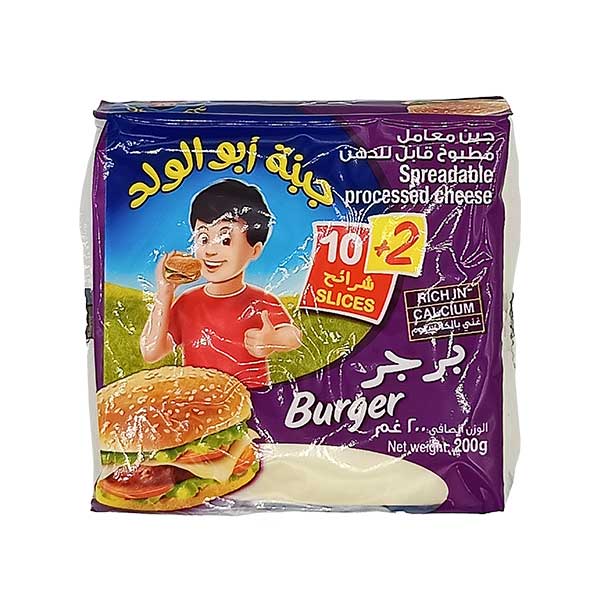 جبنة أبو الولد
جبن معامل
مطبوخ قابل للدهن
Spreadable
processed cheese
10 +2
شرائح
SLICES
RICH IN
CALCIUM
غني بالكالسيوم
برجر
Burger
الوزن الصافي ٢٠٠ غم
Net weight: 200g